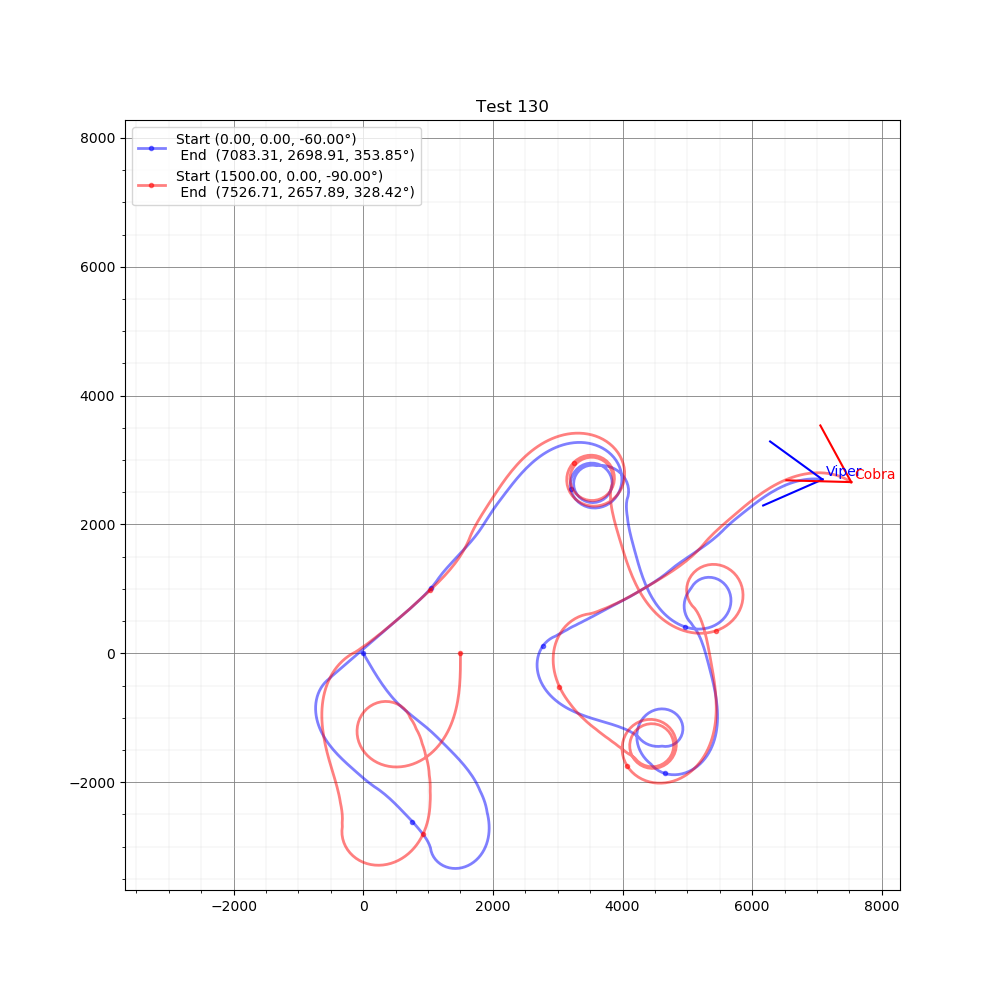 Test 130
Start (0.00, 0.00, -60.00°)
End (7083.31, 2698.91, 353.85°)
Start (1500.00, 0.00, -90.00°)
End (7526.71, 2657.89, 328.42°)
8000
6000
4000
2000
0
−2000
Viper
Cobra
−2000
0
2000
4000
6000
8000